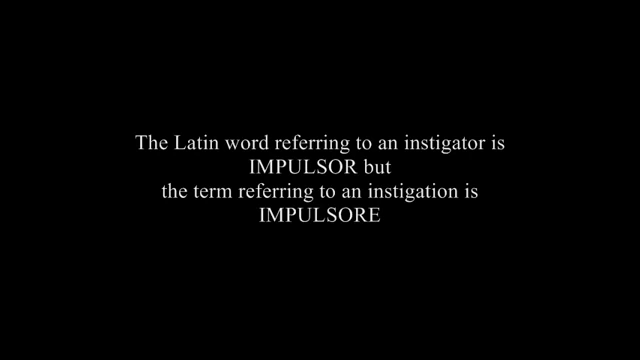 The Latin word referring to an instigator is
IMPULSOR but
the term referring to an instigation is
IMPULSORE